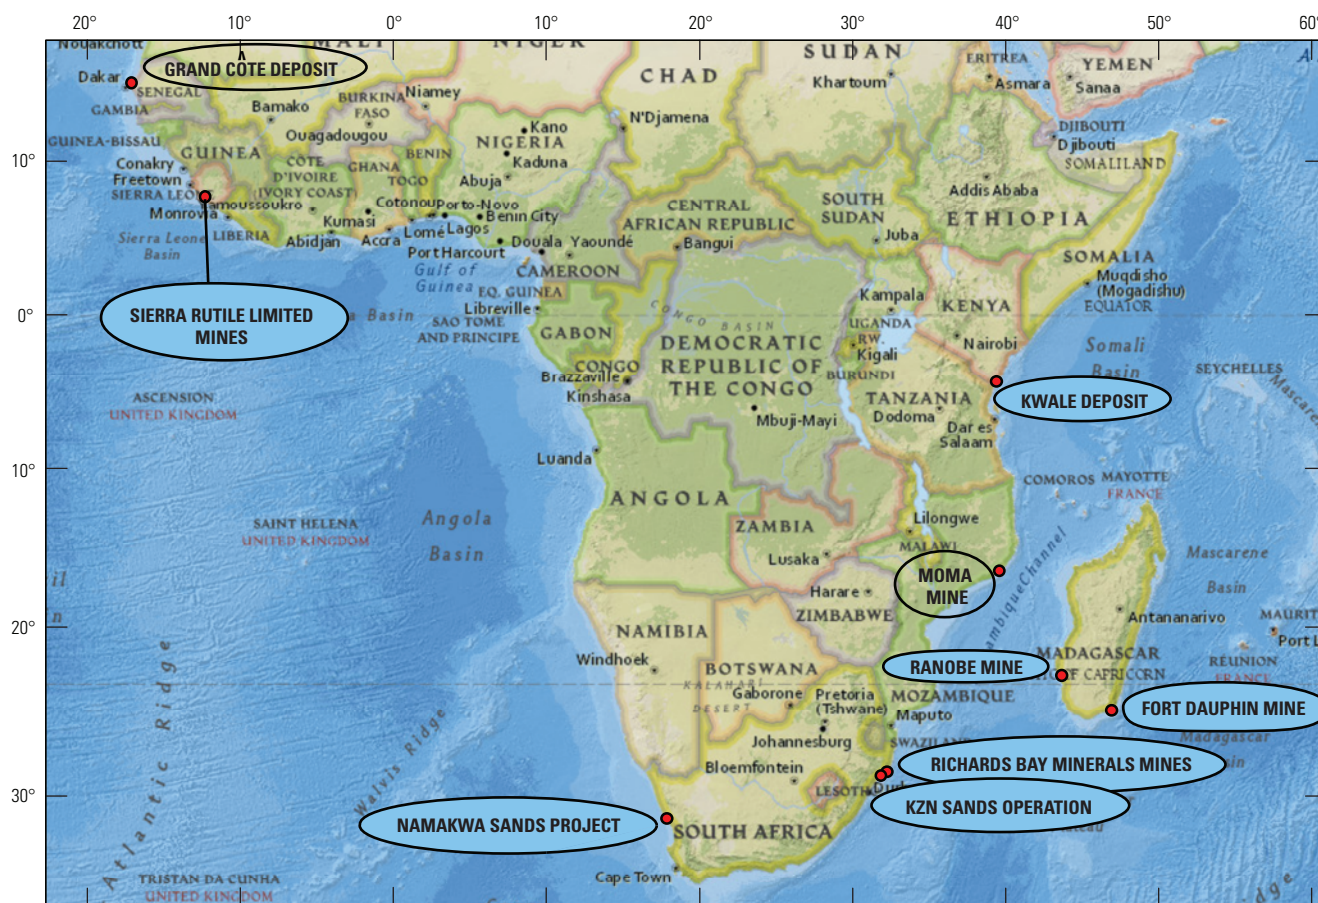 20° 10° 0° 10° 20° 30° 40° 50° 60°
Nouakchott
MALI
NIGER
SUDAN
ERITREA
YEMEN
GRAND CÔTE DEPOSIT
Dakar
SENEGAL
CHAD
Khartoum
Asmara
Sanaa
GAMBIA
Bamako
BURKINA
FASO
Niamey
Ouagadougou
N'Djamena
DJIBOUTI
Djibouti
GUINEA-BISSAU
Kano
NIGERIA
Kaduna
10°
GUINEA
CÔTE
D'IVOIRE
(IVORY COAST)
GHANA
BENIN
TOGO
Abuja
SOMALILAND
Conakry
Freetown
SIERRA LEONE
Addis Ababa
ETHIOPIA
Yamoussoukro
Monrovia
LIBERIA
Kumasi
Cotonou
Porto-Novo
Benin City
CENTRAL
AFRICAN REPUBLIC
SOUTH
SUDAN
Sierra Leone
Basin
Abidjan
Accra
Lomé
Lagos
Port Harcourt
Douala
Yaoundé
Bangui
Juba
SOMALIA
Gulf of
Guinea
CAMEROON
Muqdisho
(Mogadishu)
EQUATOR
EQ. GUINEA
Libreville
SIERRA RUTILE LIMITED
MINES
Basin
SAO TOME
AND PRINCIPE
0°
GABON
CONGO
CONGO BASIN
DEMOCRATIC
REPUBLIC OF
THE CONGO
Kampala
UGANDA
RW.
Kigali
BURUNDI
KENYA
Nairobi
Somali
Basin
SEYCHELLES
Brazzaville
Kinshasa
ASCENSION
UNITED KINGDOM
Mbuji-Mayi
TANZANIA
Dodoma
Dar es
Salaam
KWALE DEPOSIT
10°
Luanda
COMOROS
MAYOTTE
FRANCE
ANGOLA
SAINT HELENA
UNITED KINGDOM
Angola
Basin
ZAMBIA
Lusaka
Lilongwe
MALAWI
Mascarene
Basin
MOMA
MINE
Harare
ZIMBABWE
20°
Antananarivo
Port L
NAMIBIA
Windhoek
BOTSWANA
KALAHARI
DESERT
Gaborone
RANOBE MINE
MADAGASCAR
OF CAPRICORN
RÉUNION
FRANCE
Pretoria
(Tshwane)
MOZAMBIQUE
Maputo
FORT DAUPHIN MINE
Atlantic Ridge
Walvis Ridge
Johannesburg
SWAZILAND
Madagascar
Bloemfontein
RICHARDS BAY MINERALS MINES
30°
LESOTHO
KZN SANDS OPERATION
NAMAKWA SANDS PROJECT
SOUTH AFRICA
Cape Town
TRISTAN DA CUNHA
UNITED KINGDOM